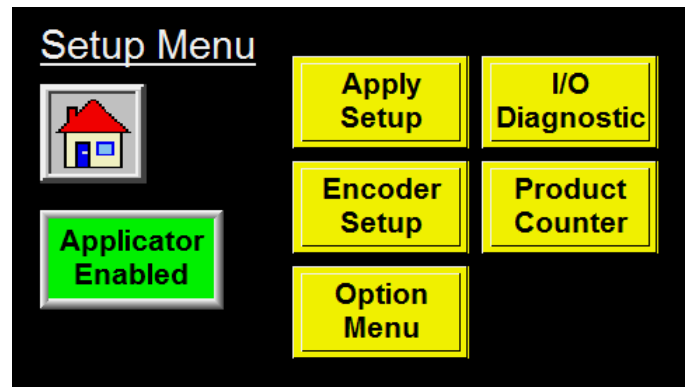 Setup Menu
Apply
Setup
I/O
Diagnostic
Encoder
Setup
Product
Counter
Applicator
Enabled
Option
Menu